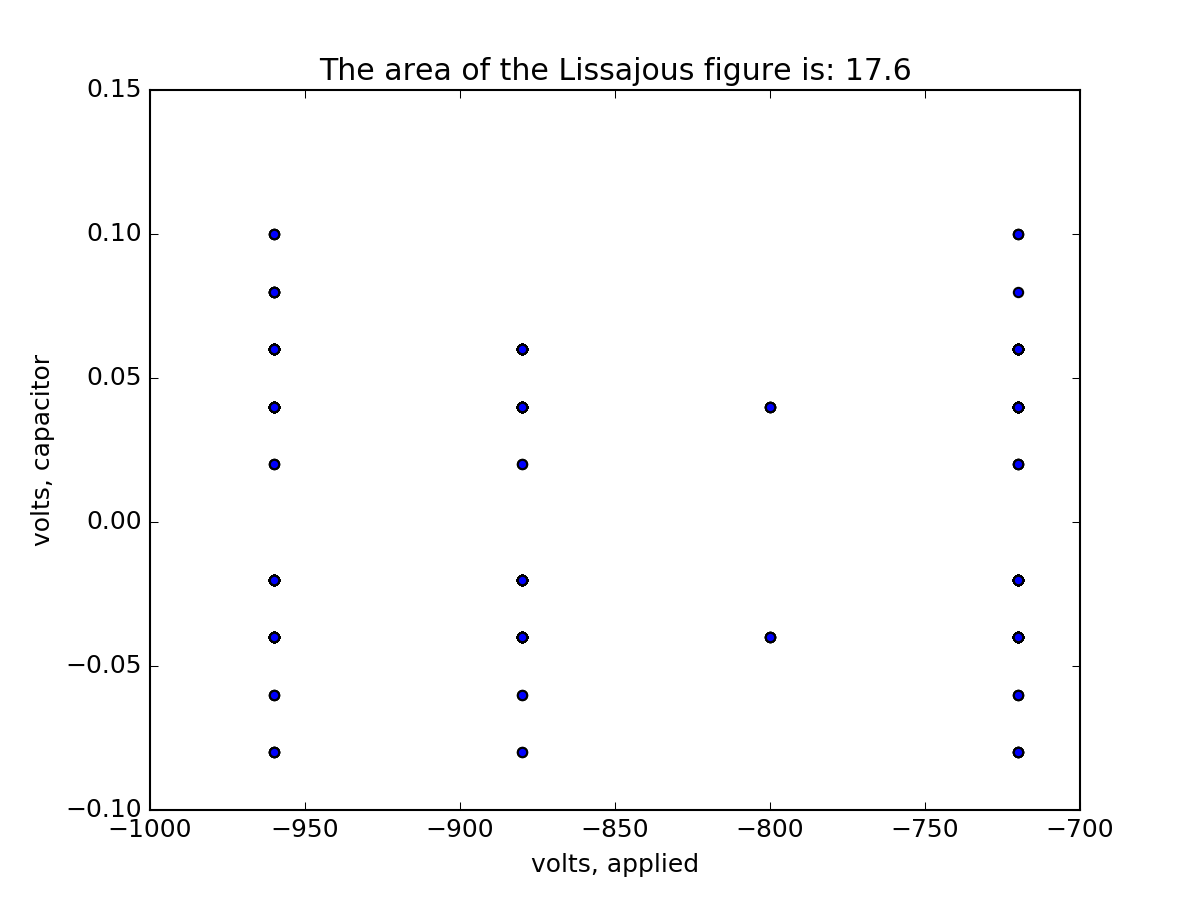 The area of the Lissajous figure is: 17.6
0.15
0.10
0.05
0.00
−0.05
−0.10
volts, capacitor
−1000 −950 −900 −850 −800 −750 −700
volts, applied